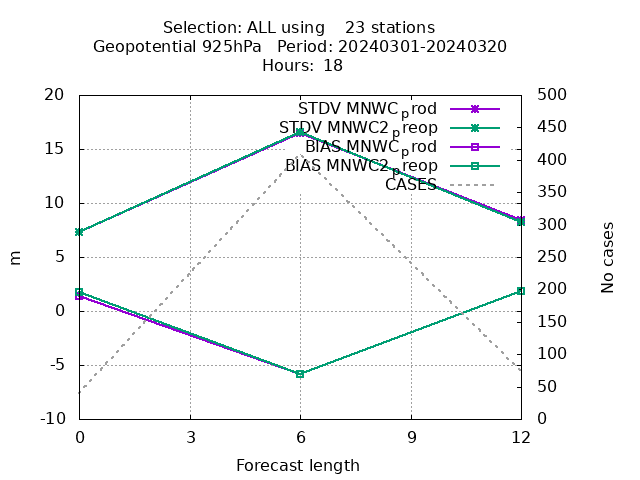 Selection: ALL using    23 stations
Geopotential 925hPa   Period: 20240301-20240320
Hours: 18
20
15
10
5
0
-5
-10
m
STDV MNWC_prod
STDV MNWC2_preop
BIAS MNWC_prod
BIAS MNWC2_preop
CASES
500
450
400
350
300
250
200
150
100
50
0
No cases
0 3 6 9 12
Forecast length